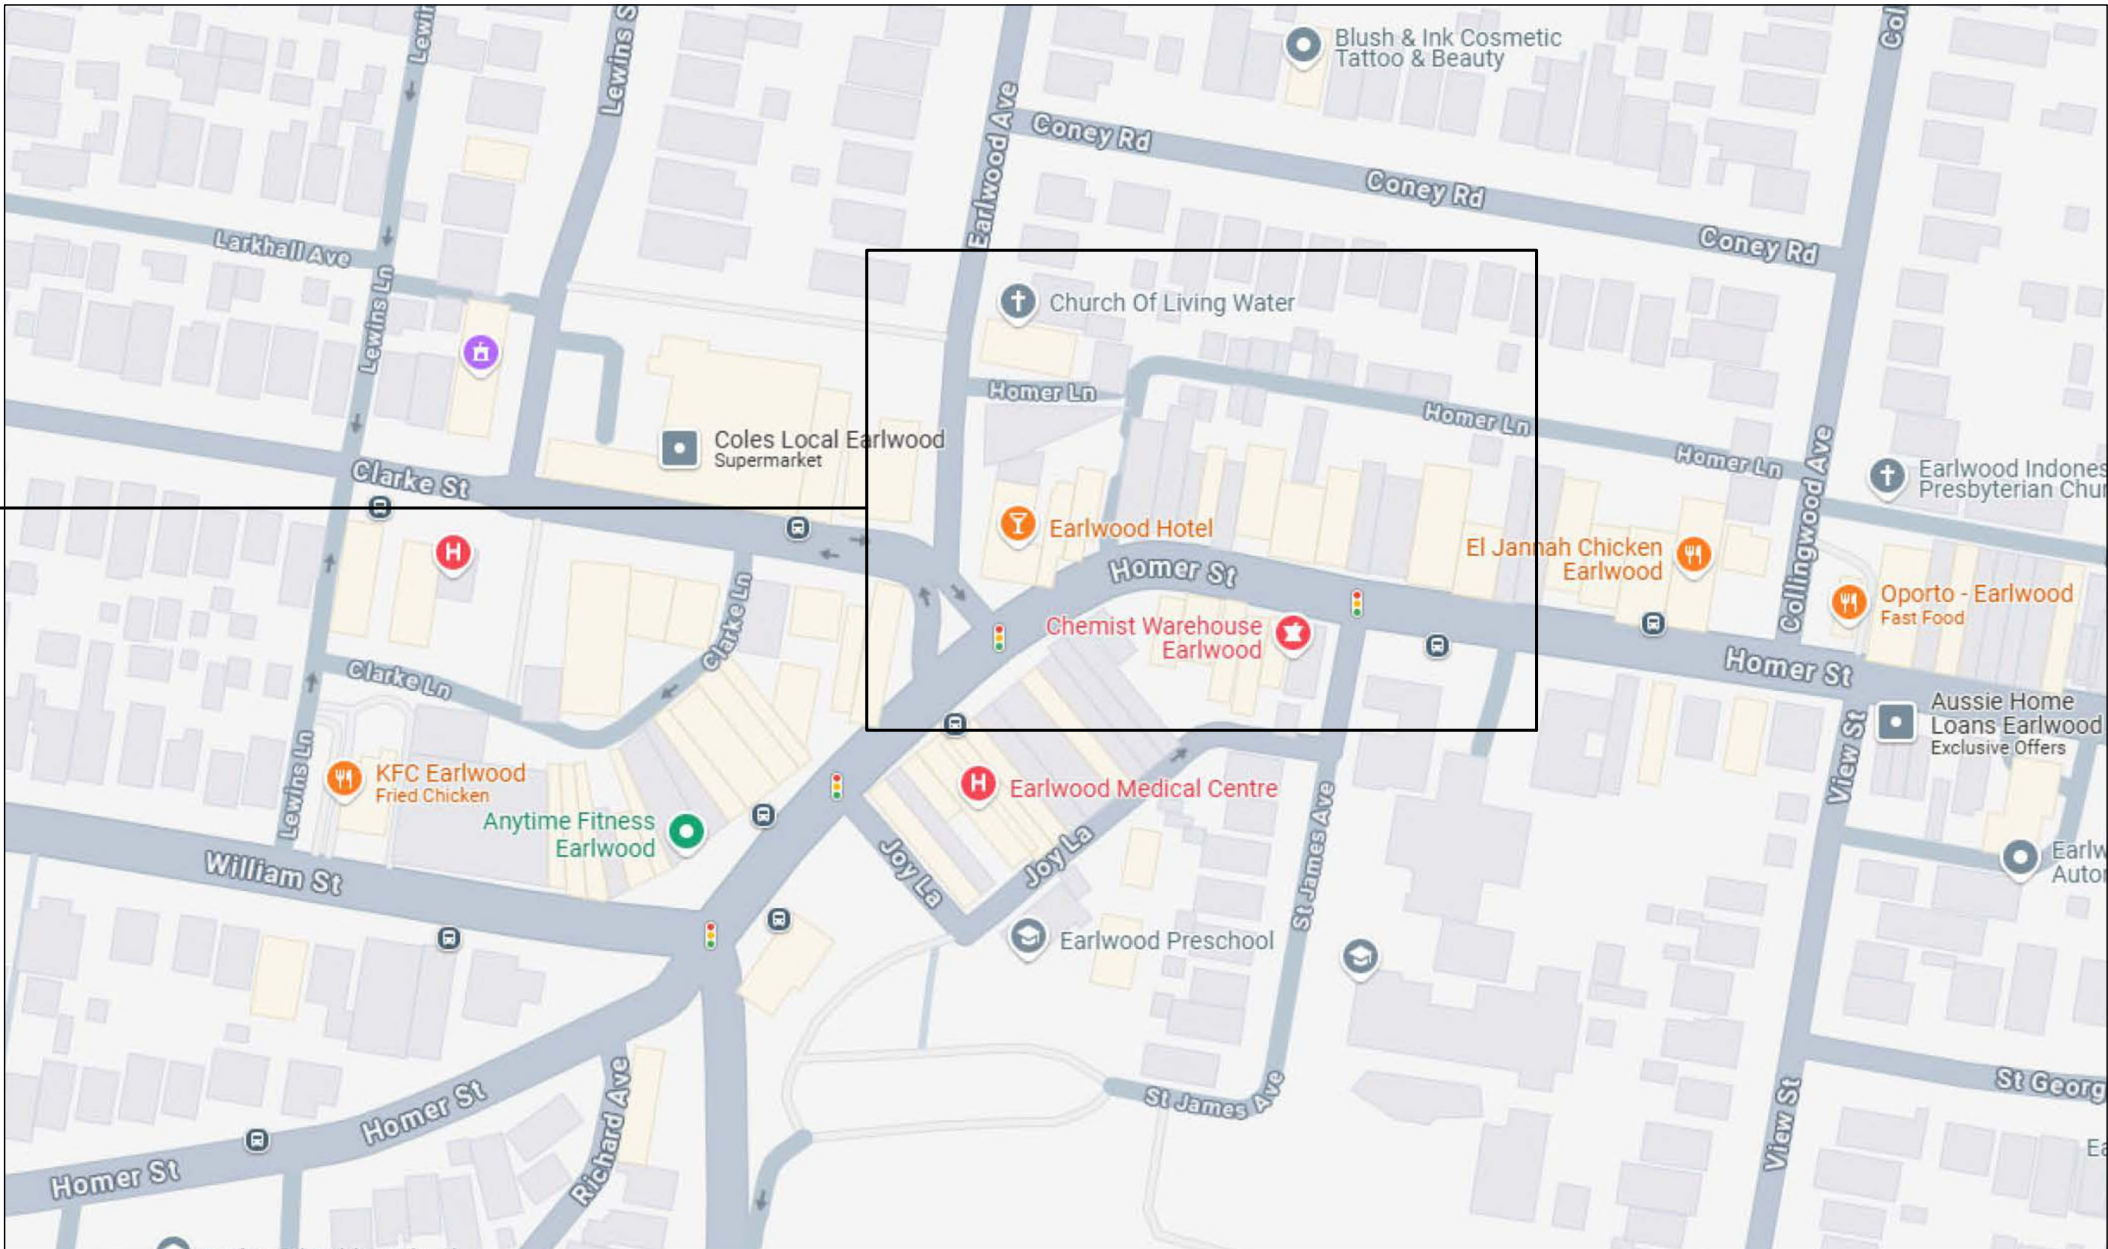 Lewins S
Blush & Ink Cosmetic
Tattoo & Beauty
Earlwood Ave
Coney Rd
Coney Rd
Coney Rd
Larkhall Ave
Lewins Ln
Church Of Living Water
Homer Ln
Homer Ln
Homer Ln
Coles Local Earlwood
Supermarket
Clarke St
Collingwood Ave
Earlwood Indones
Presbyterian Chur
Earlwood Hotel
Homer St
El Jannah Chicken
Earlwood
Oporto - Earlwood
Fast Food
Chemist Warehouse
Earlwood
Clarke Ln
Clarke Ln
Homer St
Aussie Home
Loans Earlwood
Exclusive Offers
Lewins Ln
KFC Earlwood
Fried Chicken
Anytime Fitness
Earlwood
Earlwood Medical Centre
View St
William St
Joy La
Joy La
St James Ave
Earlw
Auto
Earlwood Preschool
St James Ave
St Georg
Homer St
Richard Ave
View St
Homer St